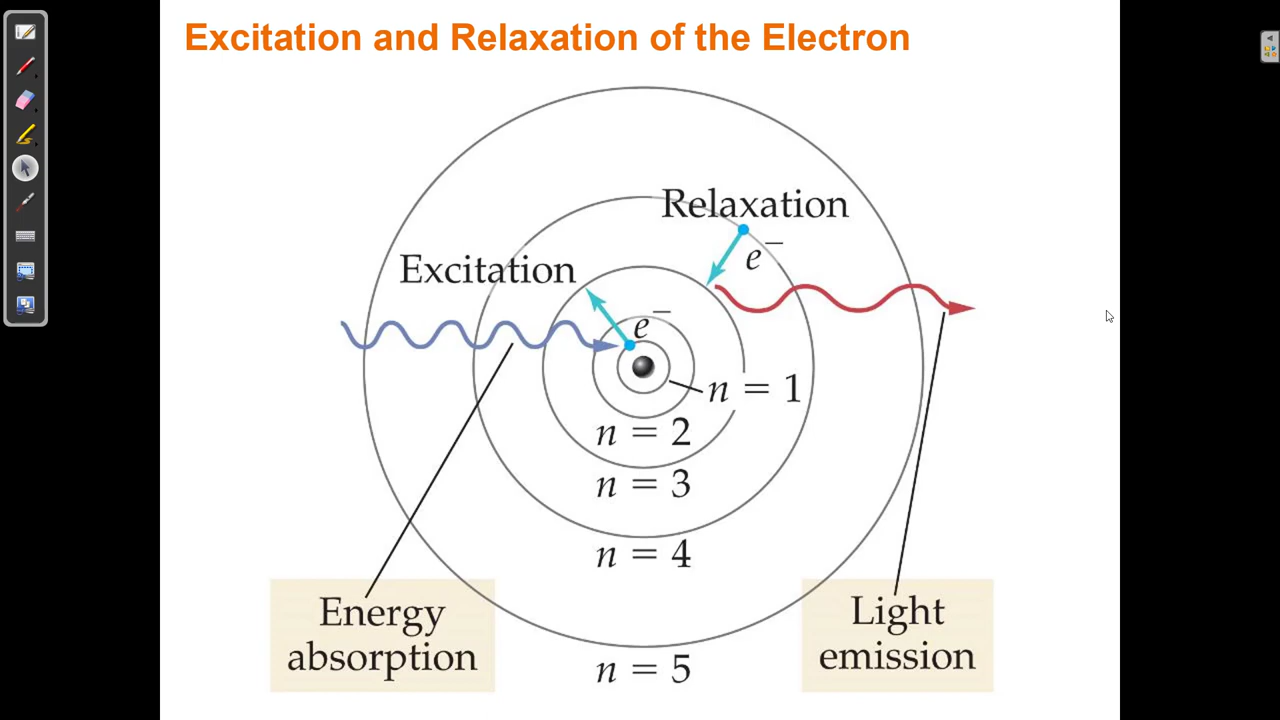 Excitation and Relaxation of the Electron
Relaxation
e⁻
Excitation
e⁻
n = 1
n = 2
n = 3
n = 4
n = 5
Energy
absorption
Light
emission